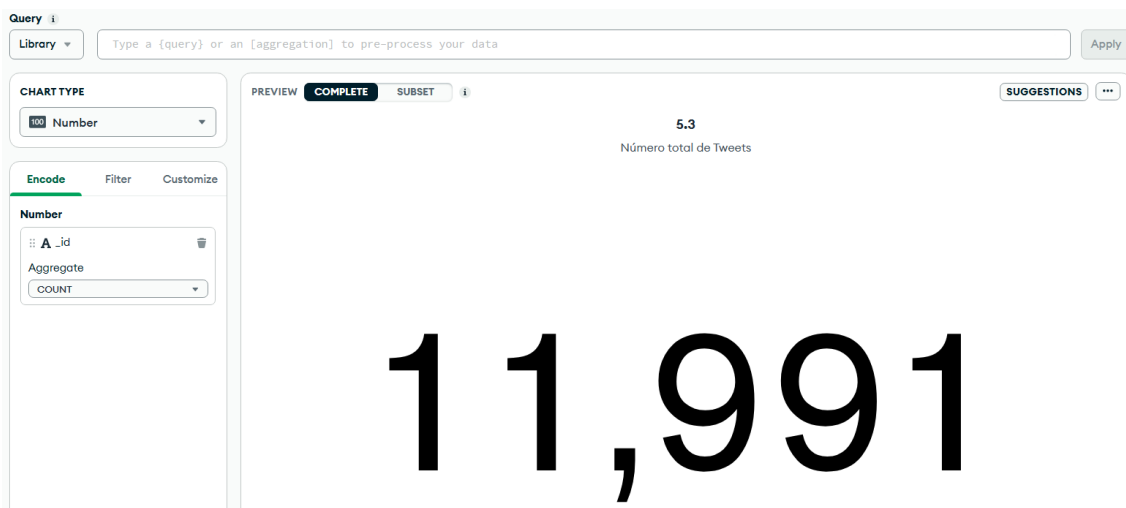 Query i
Library Type a {query} or an [aggregation] to pre-process your data Apply
CHART TYPE
100 Number
Encode Filter Customize
Number
A _id
Aggregate
COUNT
PREVIEW COMPLETE SUBSET i SUGGESTIONS ...
5.3
Número total de Tweets
11,991